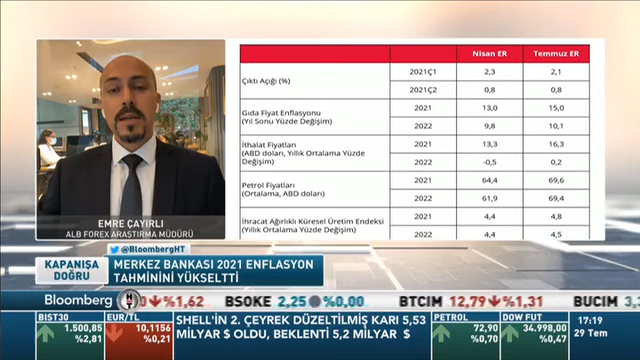 Nisan ER
Temmuz ER
Çıktı Açığı (%)
2021Ç1
2,3
2,1
2021Ç2
0,8
0,8
Gıda Fiyat Enflasyonu
(Yıl Sonu Yüzde Değişim)
2021
13,0
15,0
2022
9,8
10,1
İthalat Fiyatları
(ABD doları, Yıllık Ortalama Yüzde
Değişim)
2021
13,3
16,3
2022
-0,5
0,2
Petrol Fiyatları
(Ortalama, ABD doları)
2021
64,4
69,6
2022
61,9
69,4
İhracat Ağırlıklı Küresel Üretim Endeksi
(Yıllık Ortalama Yüzde Değişim)
2021
4,4
4,8
2022
4,4
4,5
EMRE ÇAYIRLI
ALB FOREX ARAŞTIRMA MÜDÜRÜ
@BloombergHT
KAPANIŞA
DOĞRU
MERKEZ BANKASI 2021 ENFLASYON
TAHMİNİNİ YÜKSELTTİ
Bloomberg HT
%1,62 BSOKE 2,25 %0,00 BTCIM 12,79 %1,31 BUCIM 3,
BIST30
1.500,85
%2,81
EUR/TL
10,1156
%0,21
SHELL'İN 2. ÇEYREK DÜZELTİLMİŞ KARI 5,53
MİLYAR $ OLDU, BEKLENTİ 5,2 MİLYAR $
PETROL
72,90
%0,70
DOW FUT
34.998,00
%0,47
17:19
29 Tem